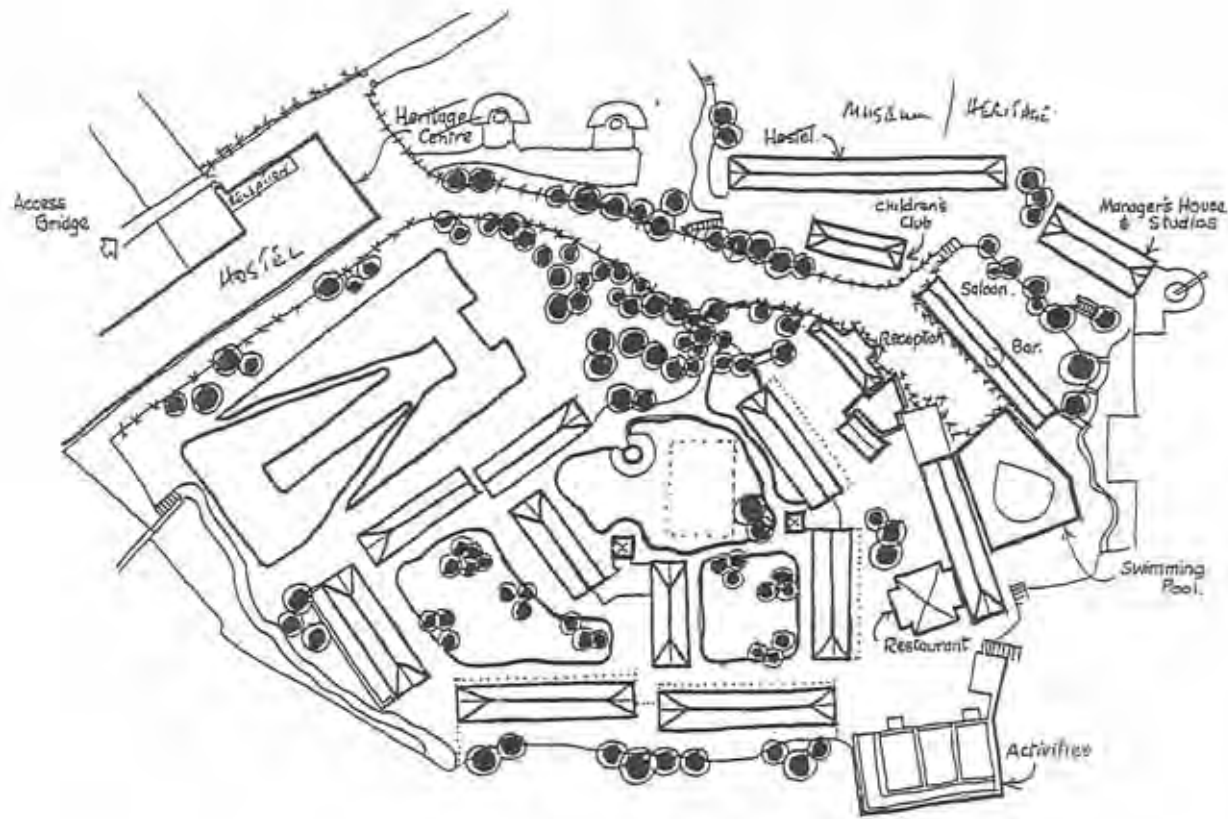 Heritage
Centre
MUSEUM / HERITAGE
Hostel
Access
Bridge
RECEPTION
HOSTEL
Children's
Club
Manager's House
& Studios
Saloon.
Bar.
Reception
Swimming
Pool.
Restaurant
Activities